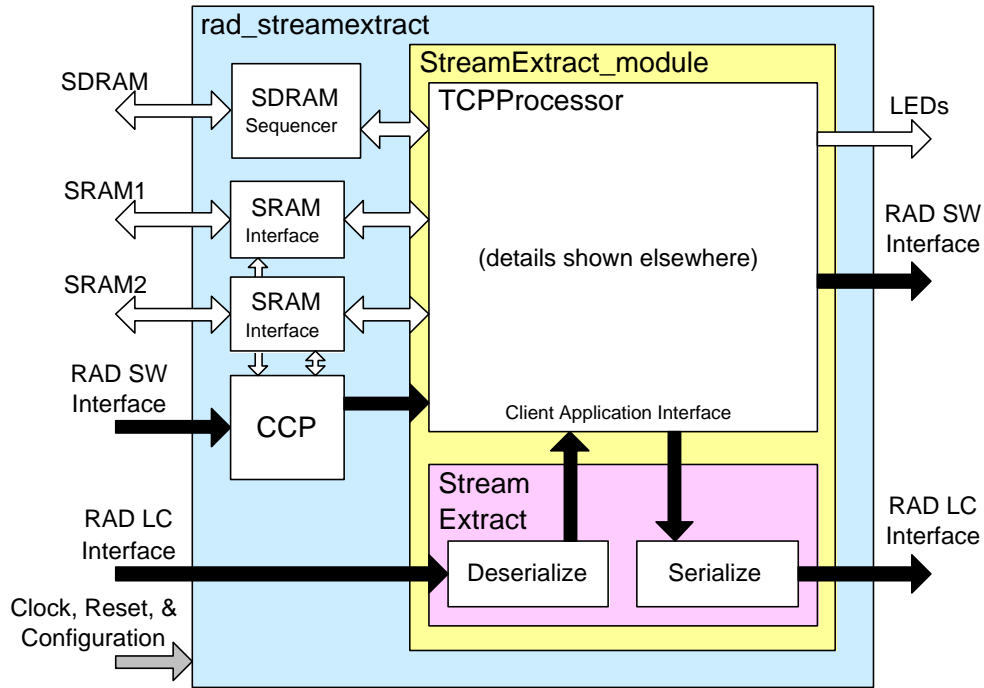 rad_streamextract
StreamExtract_module
TCPProcessor
SDRAM
SDRAM
Sequencer
LEDs
SRAM1
SRAM
Interface
RAD SW
Interface
(details shown elsewhere)
SRAM2
SRAM
Interface
RAD SW
Interface
CCP
Client Application Interface
Stream
Extract
RAD LC
Interface
Deserialize
Serialize
RAD LC
Interface
Clock, Reset, &
Configuration